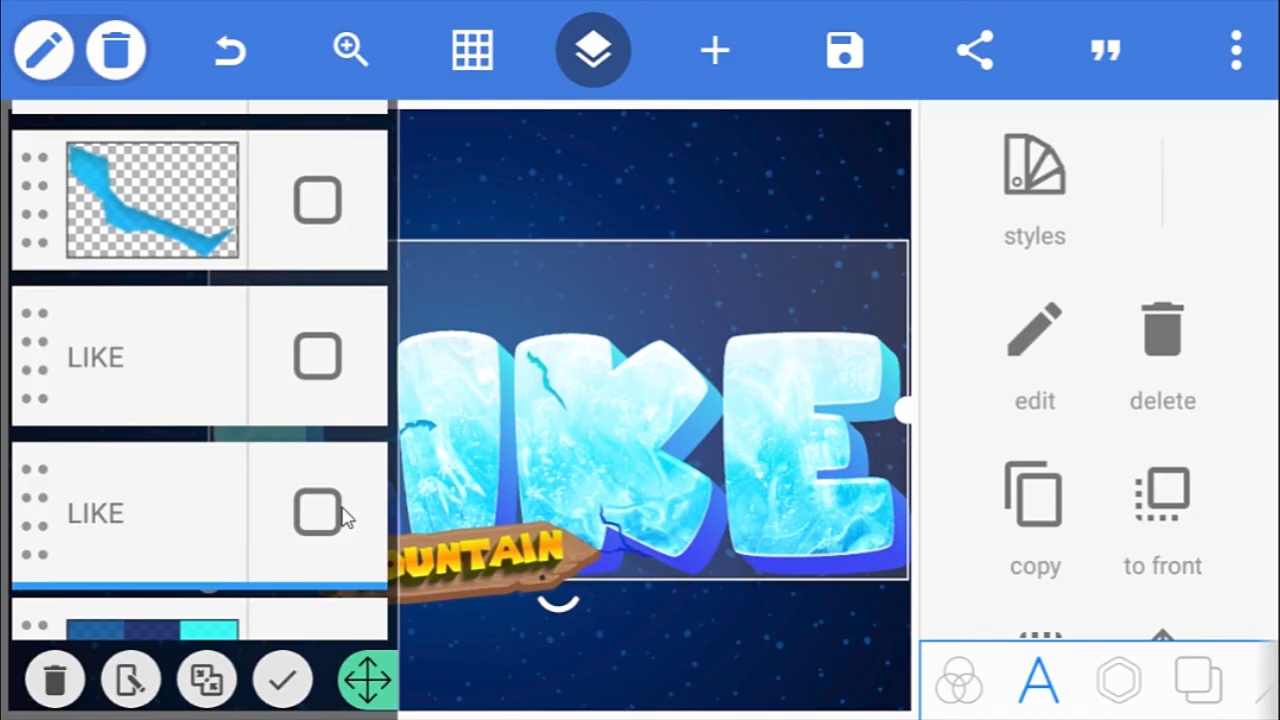 styles
LIKE
edit
delete
IKE
LIKE
OUNTAIN
copy
to front
A